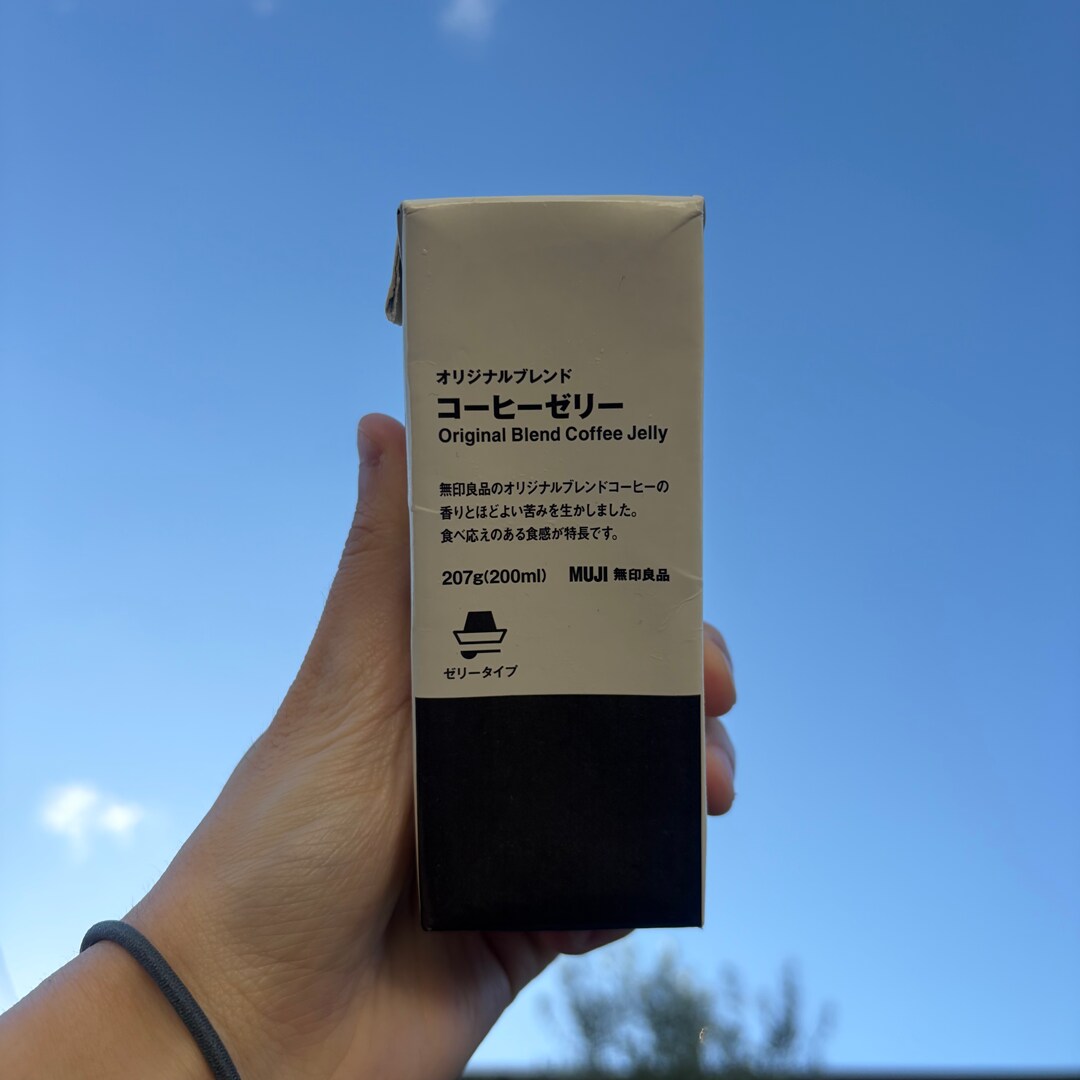 オリジナルブレンド
コーヒーゼリー
Original Blend Coffee Jelly
無印良品のオリジナルブレンドコーヒーの
香りとほどよい苦みを生かしました。
食べ応えのある食感が特長です。
207g(200ml) MUJI 無印良品
ゼリータイプ